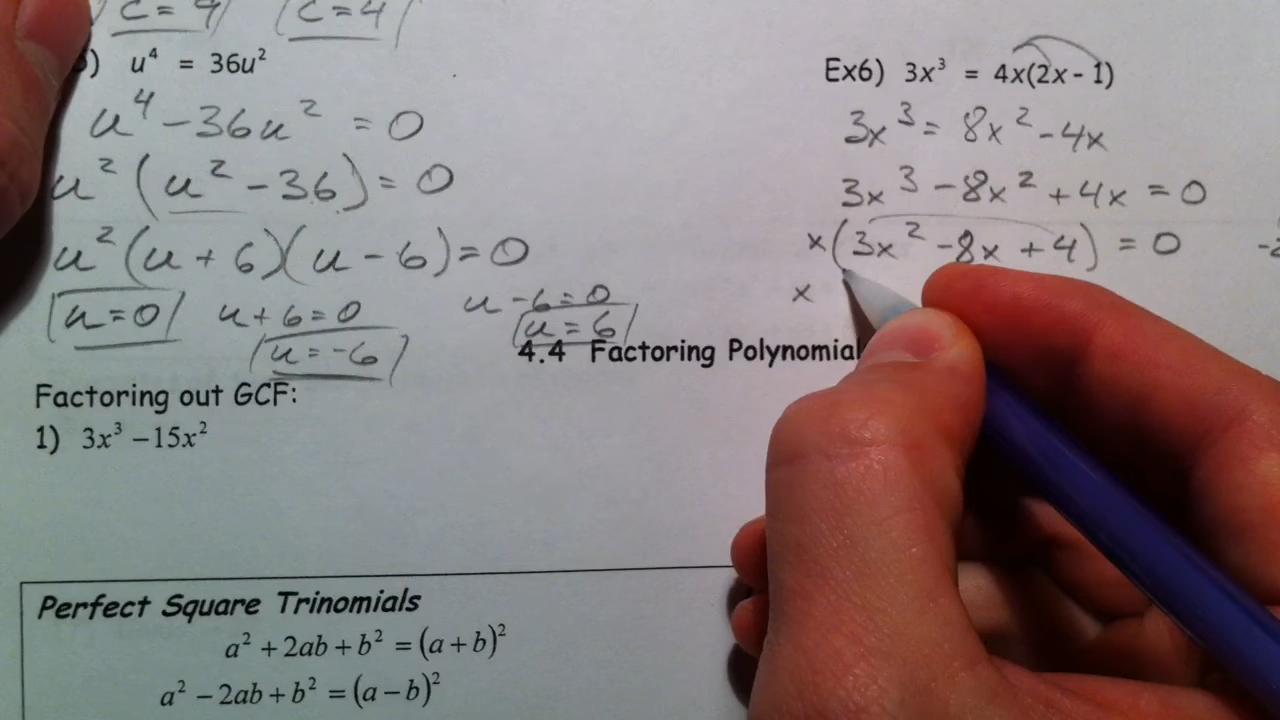 c=9 c=4
) u⁴ = 36u²
u⁴ - 36u² = 0
u²(u² - 36) = 0
u²(u + 6)(u - 6) = 0
u=0 u+6=0 u-6=0
u=-6 u=6
Ex6) 3x³ = 4x(2x - 1)
3x³ = 8x² - 4x
3x³ - 8x² + 4x = 0
x(3x² - 8x + 4) = 0
x
4.4 Factoring Polynomial
Factoring out GCF:
1) 3x³ - 15x²
Perfect Square Trinomials
a² + 2ab + b² = (a + b)²
a² - 2ab + b² = (a - b)²